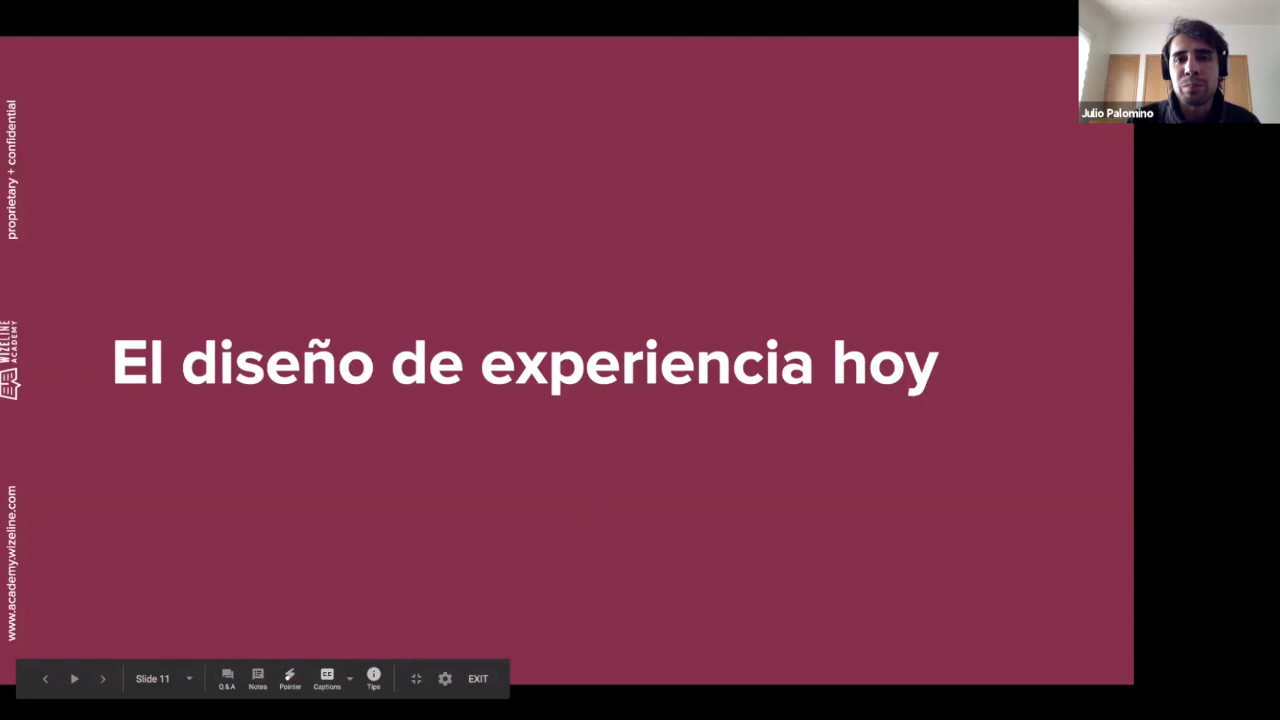 proprietary + confidential
WIZELINE
ACADEMY
www.academy.wizeline.com
El diseño de experiencia hoy
Julio Palomino
Slide 11
Q & A
Notes
Pointer
Captions
Tips
EXIT